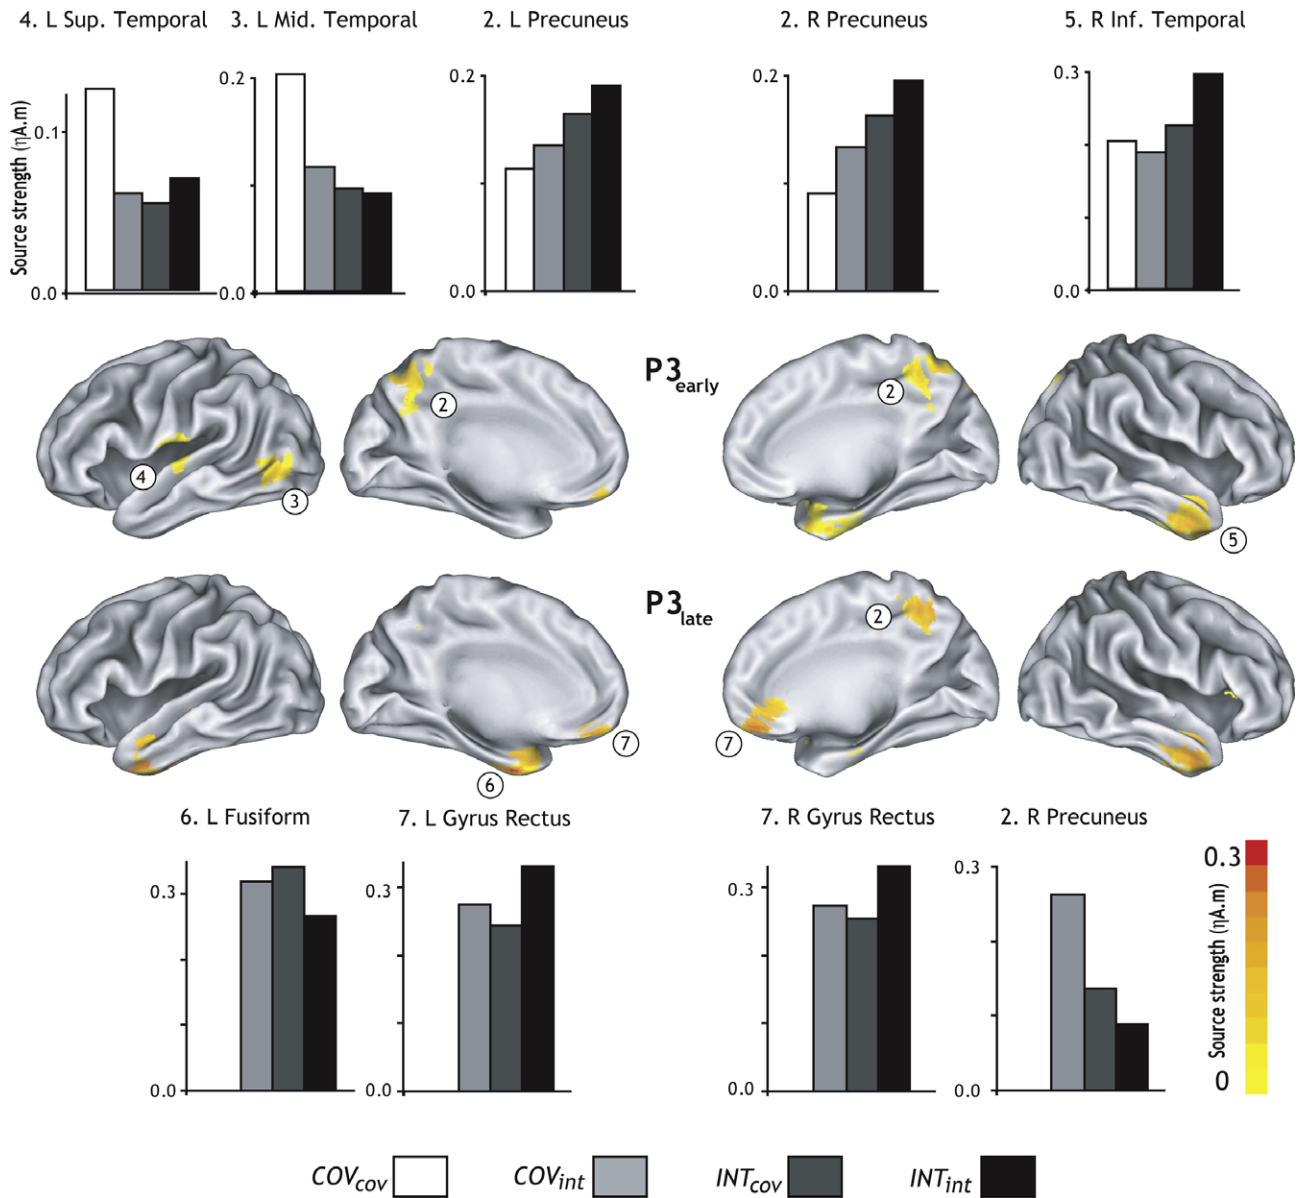 4. L Sup. Temporal
3. L Mid. Temporal
2. L Precuneus
2. R Precuneus
5. R Inf. Temporal
Source strength (ηA.m)
0.1
0.0
0.2
0.0
0.2
0.0
0.2
0.0
0.3
0.0
P3early
4
3
2
2
5
P3late
6
7
7
2
6. L Fusiform
7. L Gyrus Rectus
7. R Gyrus Rectus
2. R Precuneus
0.3
0.0
0.3
0.0
0.3
0.0
0.3
0.0
0.3
Source strength (ηA.m)
0
COVcov
COVint
INTcov
INTint